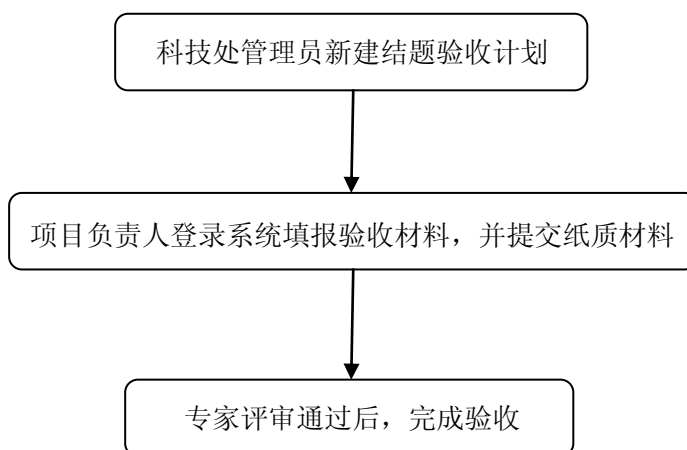 科技处管理员新建结题验收计划
项目负责人登录系统填报验收材料，并提交纸质材料
专家评审通过后，完成验收